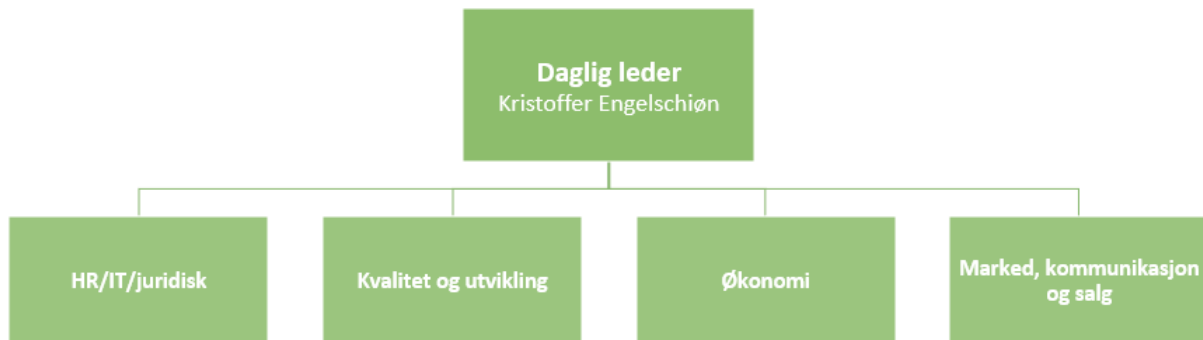 Daglig leder
Kristoffer Engelschiøn
HR/IT/juridisk
Kvalitet og utvikling
Økonomi
Marked, kommunikasjon
og salg